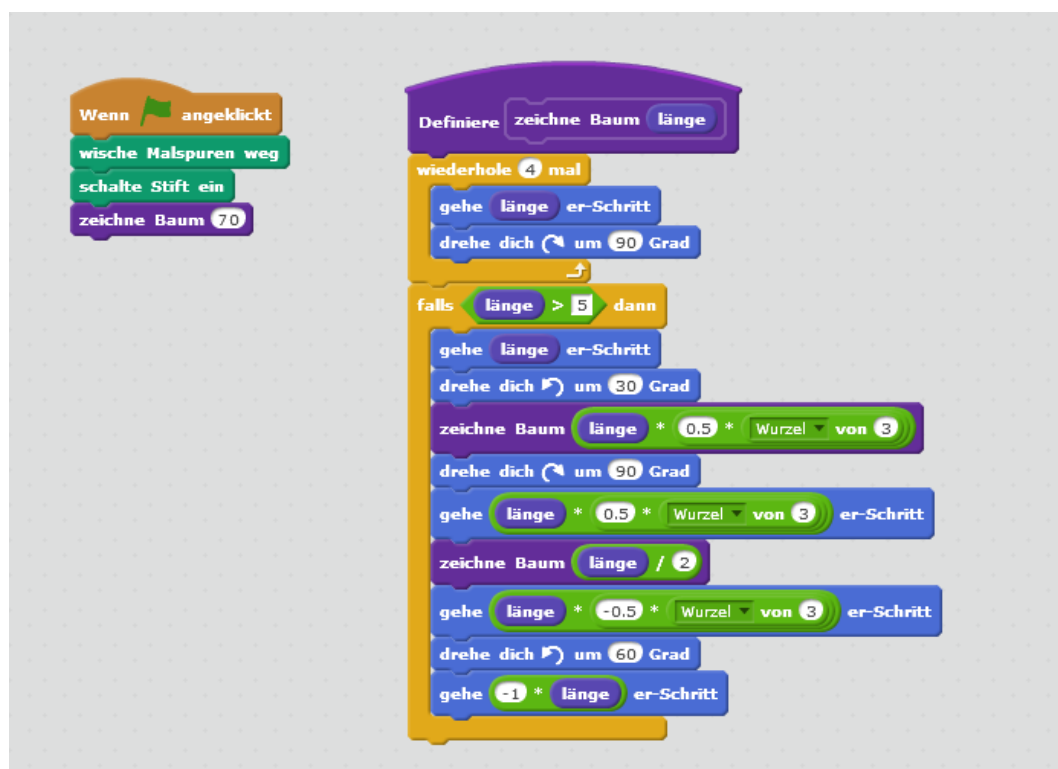 Wenn angeklickt
wische Malspuren weg
schalte Stift ein
zeichne Baum 70
Definiere zeichne Baum länge
wiederhole 4 mal
gehe länge er-Schritt
drehe dich um 90 Grad
falls länge > 5 dann
gehe länge er-Schritt
drehe dich um 30 Grad
zeichne Baum länge * 0.5 * Wurzel von 3
drehe dich um 90 Grad
gehe länge * 0.5 * Wurzel von 3 er-Schritt
zeichne Baum länge / 2
gehe länge * -0.5 * Wurzel von 3 er-Schritt
drehe dich um 60 Grad
gehe -1 * länge er-Schritt